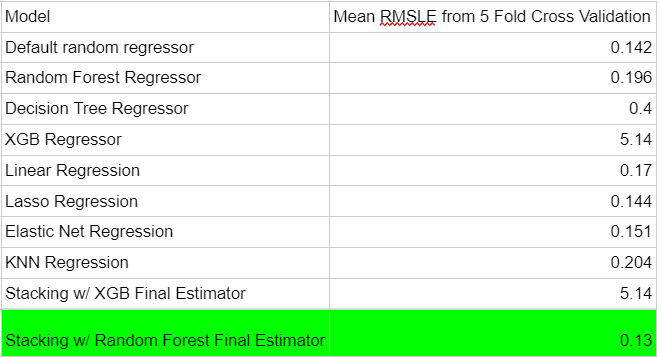 Model Mean RMSLE from 5 Fold Cross Validation
Default random regressor 0.142
Random Forest Regressor 0.196
Decision Tree Regressor 0.4
XGB Regressor 5.14
Linear Regression 0.17
Lasso Regression 0.144
Elastic Net Regression 0.151
KNN Regression 0.204
Stacking w/ XGB Final Estimator 5.14
Stacking w/ Random Forest Final Estimator 0.13